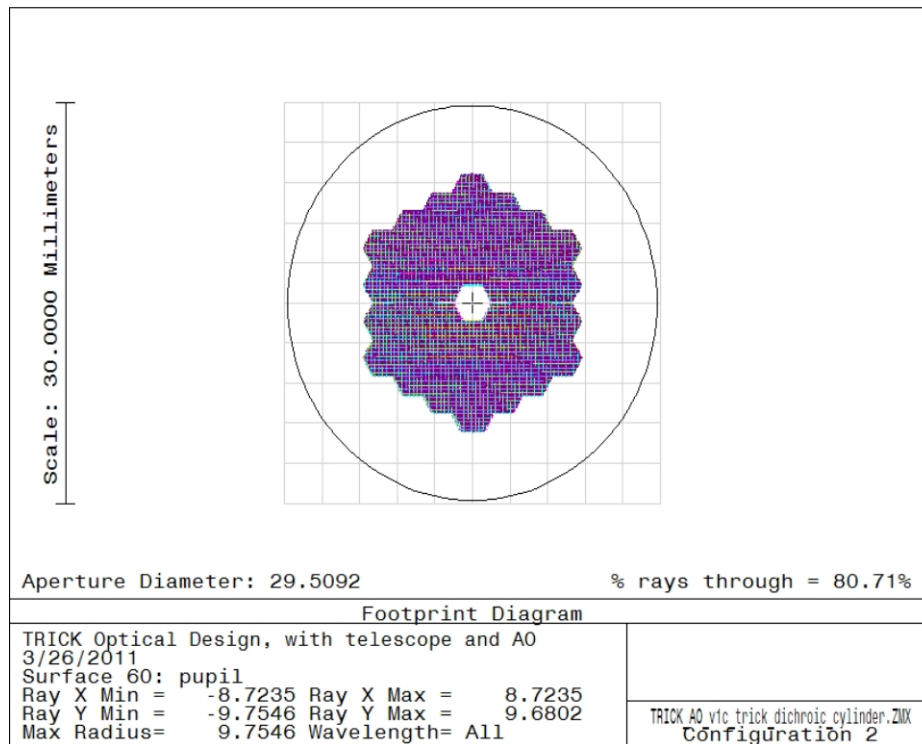 Scale: 30.0000 Millimeters
Aperture Diameter: 29.5092
% rays through = 80.71%
Footprint Diagram
TRICK Optical Design, with telescope and AO
3/26/2011
Surface 60: pupil
Ray X Min = -8.7235 Ray X Max = 8.7235
Ray Y Min = -9.7546 Ray Y Max = 9.6802
Max Radius= 9.7546 Wavelength= All
TRICK AO v1c trick dichroic cylinder.ZMX
Configuration 2